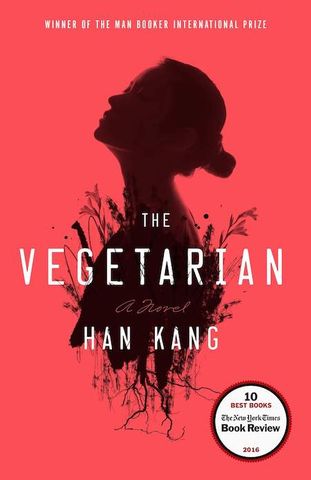 WINNER OF THE MAN BOOKER INTERNATIONAL PRIZE
THE
VEGETARIAN
A Novel
HAN KANG
10
BEST BOOKS
The New York Times
Book Review
2016